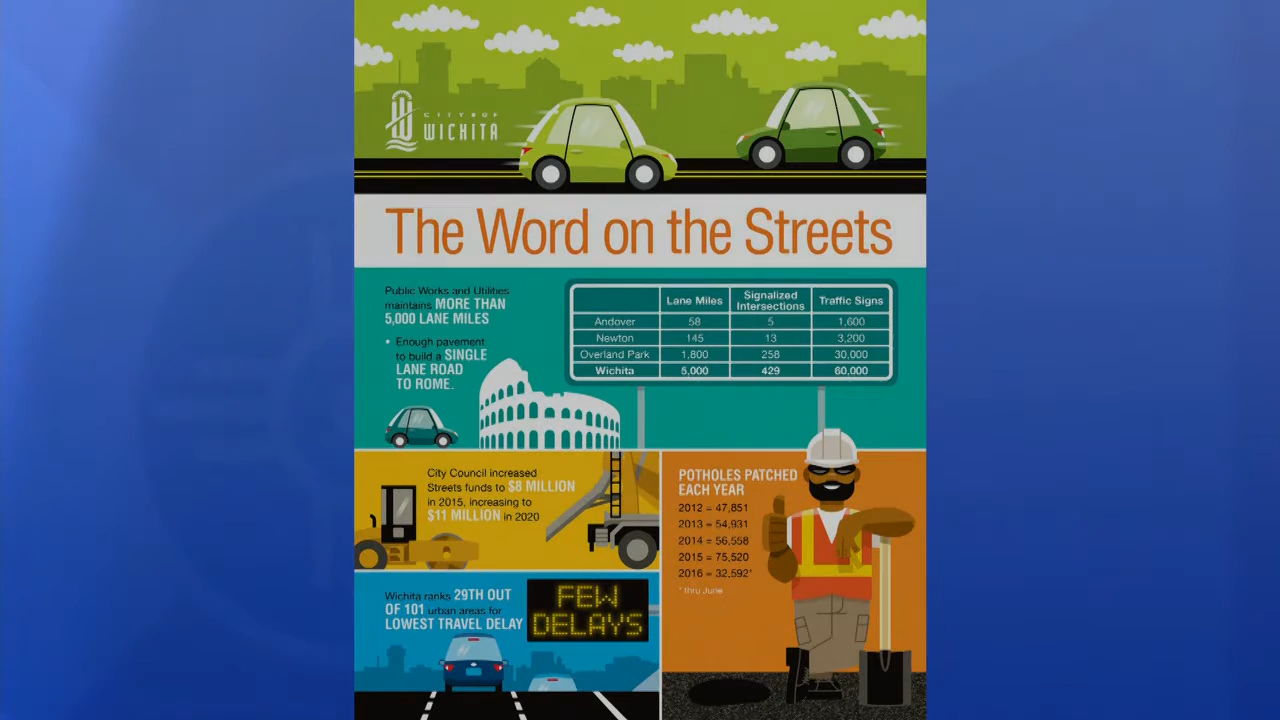 CITY OF
WICHITA
The Word on the Streets
Public Works and Utilities
maintains MORE THAN
5,000 LANE MILES
• Enough pavement
to build a SINGLE
LANE ROAD
TO ROME.
Lane Miles Signalized Intersections Traffic Signs
Andover 58 5 1,600
Newton 145 13 3,200
Overland Park 1,800 258 30,000
Wichita 5,000 429 60,000
City Council increased
Streets funds to $8 MILLION
in 2015, increasing to
$11 MILLION in 2020
POTHOLES PATCHED
EACH YEAR
2012 = 47,851
2013 = 54,931
2014 = 56,558
2015 = 75,520
2016 = 32,592*
* thru June
Wichita ranks 29TH OUT
OF 101 urban areas for
LOWEST TRAVEL DELAY
FEW
DELAYS